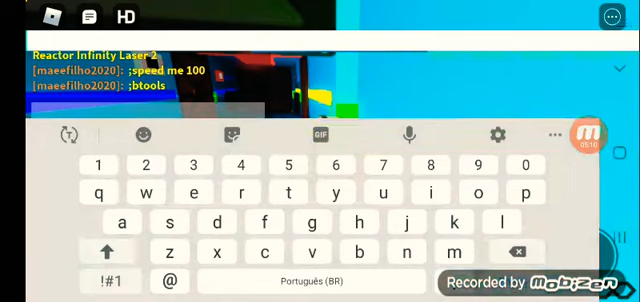 HD
Reactor Infinity Laser 2
[maeefilho2020]: ;speed me 100
[maeefilho2020]: ;btools
GIF
05:10
1 2 3 4 5 6 7 8 9 0
q w e r t y u i o p
a s d f g h j k l
z x c v b n m
!#1 @ Português (BR)
Recorded by mobizen